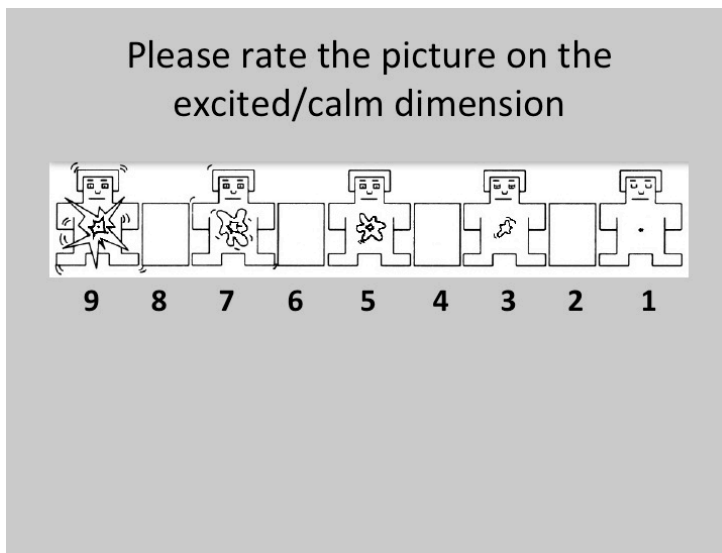 Please rate the picture on the
excited/calm dimension
9 8 7 6 5 4 3 2 1